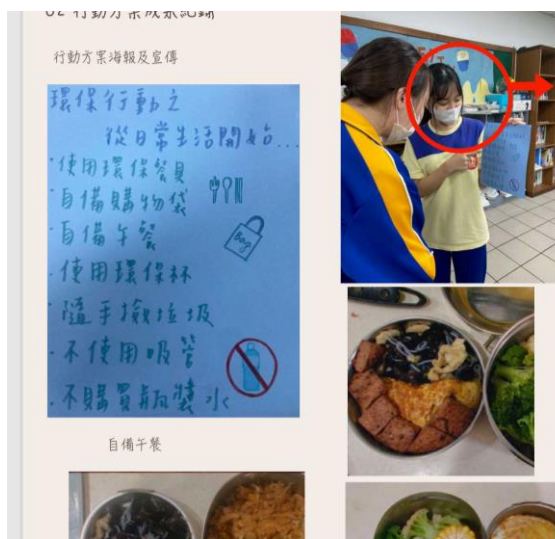 02 行動方案成果紀錄
行動方案海報及宣傳
環保行動之
從日常生活開始...
·使用環保餐具
·自備購物袋
·自備午餐
Bag
·使用環保杯
·隨手撿垃圾
·不使用吸管
·不購買瓶裝水
自備午餐